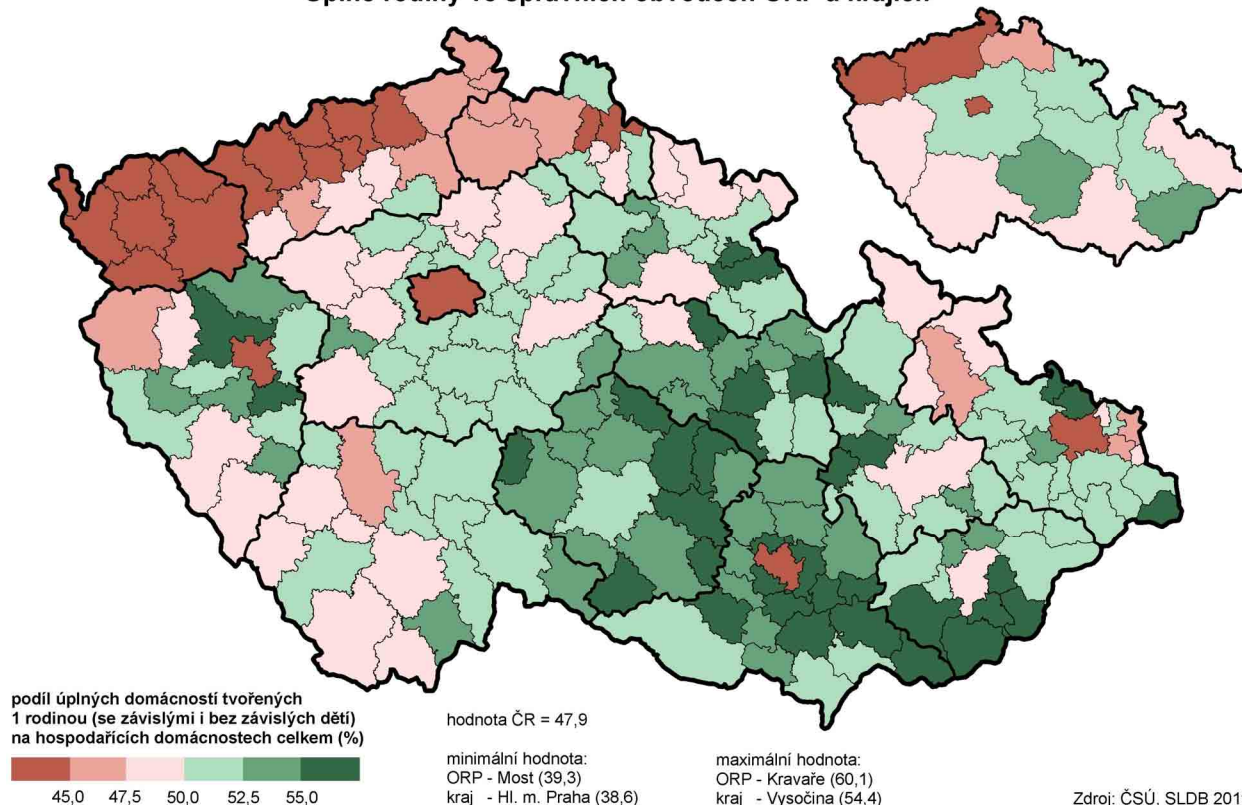 podíl úplných domácností tvořených
1 rodinou (se závislými i bez závislých dětí)
na hospodařících domácnostech celkem (%)
45,0 47,5 50,0 52,5 55,0
hodnota ČR = 47,9
minimální hodnota:
ORP - Most (39,3)
kraj - Hl. m. Praha (38,6)
maximální hodnota:
ORP - Kravaře (60,1)
kraj - Vysočina (54,4)
Zdroj: ČSÚ, SLDB